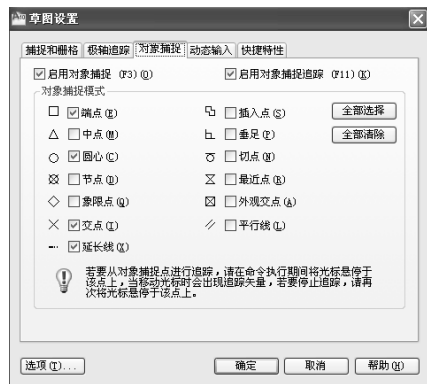 草图设置
捕捉和栅格 极轴追踪 对象捕捉 动态输入 快捷特性
启用对象捕捉 (F3)(O) 启用对象捕捉追踪 (F11)(K)
对象捕捉模式
端点(E) 插入点(S) 全部选择
中点(M) 垂足(P) 全部清除
圆心(C) 切点(N)
节点(D) 最近点(R)
象限点(Q) 外观交点(A)
交点(I) 平行线(L)
延长线(X)
若要从对象捕捉点进行追踪，请在命令执行期间将光标悬停于
该点上，当移动光标时会出现追踪矢量，若要停止追踪，请再
次将光标悬停于该点上。
选项(T)... 确定 取消 帮助(H)